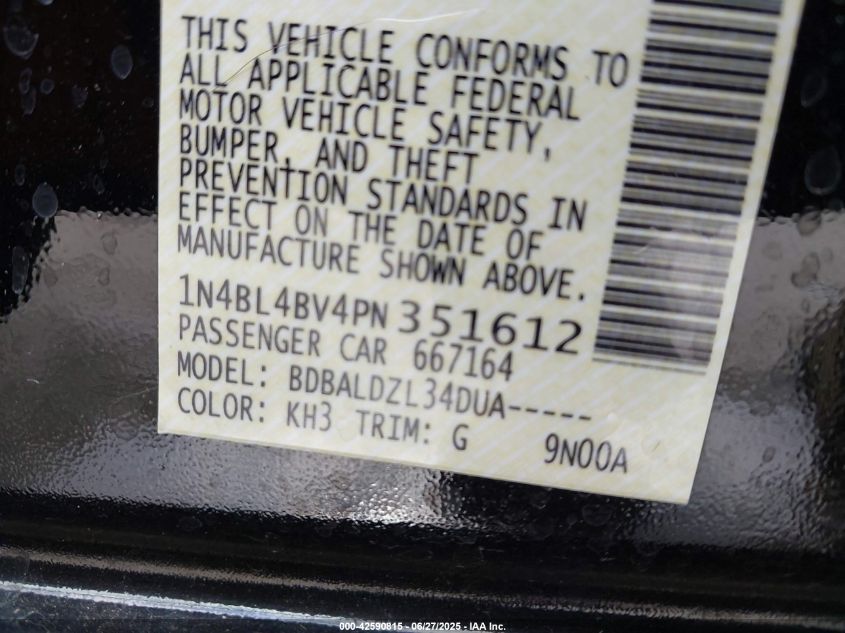 THIS VEHICLE CONFORMS TO
ALL APPLICABLE FEDERAL
MOTOR VEHICLE SAFETY,
BUMPER, AND THEFT
PREVENTION STANDARDS IN
EFFECT ON THE DATE OF
MANUFACTURE SHOWN ABOVE.
1N4BL4BV4PN351612
PASSENGER CAR 667164
MODEL: BDBALDZL34DUA-----
COLOR: KH3 TRIM: G 9N00A
000-42590815 - 06/27/2025 - IAA Inc.